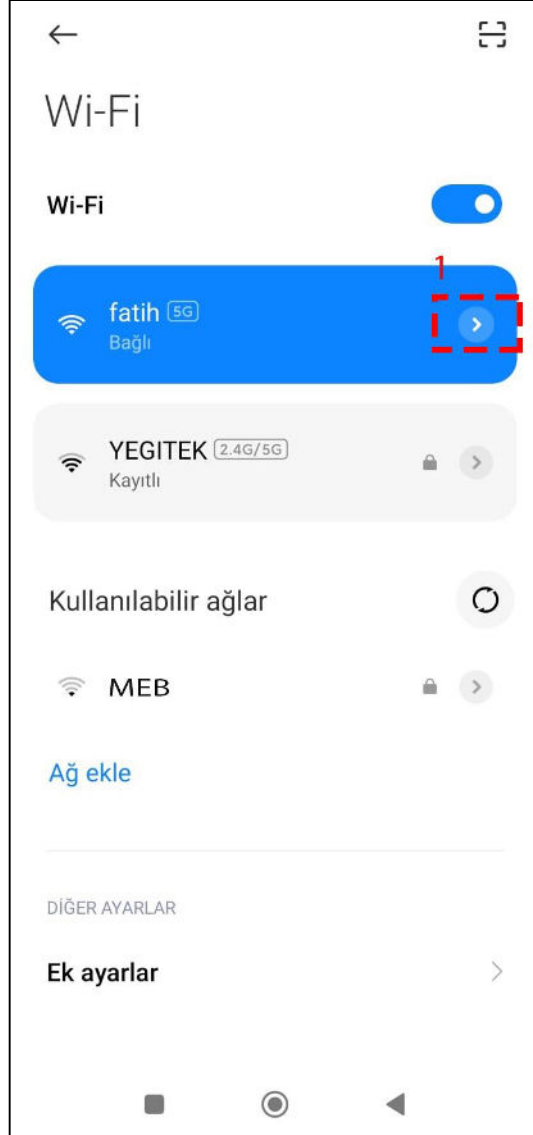 Wi-Fi
Wi-Fi
1
fatih 5G
Bağlı
YEGITEK 2.4G/5G
Kayıtlı
Kullanılabilir ağlar
MEB
Ağ ekle
DİĞER AYARLAR
Ek ayarlar